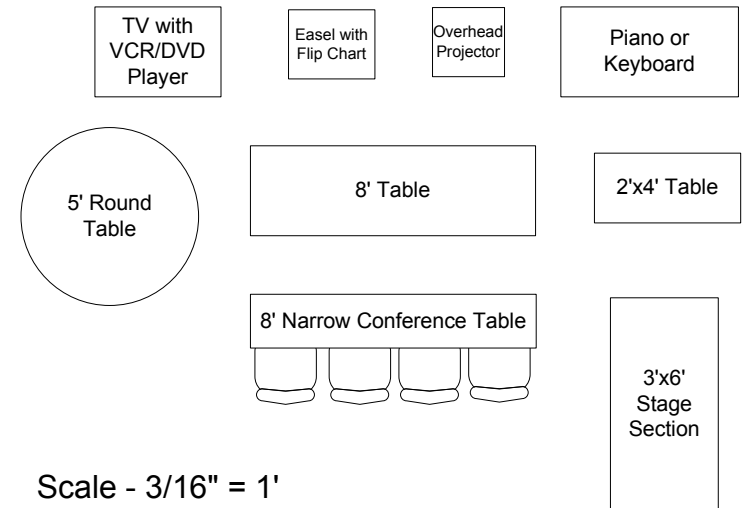 TV with
VCR/DVD
Player
Easel with
Flip Chart
Overhead
Projector
Piano or
Keyboard
5' Round
Table
8' Table
2'x4' Table
8' Narrow Conference Table
3'x6'
Stage
Section
Scale - 3/16" = 1'